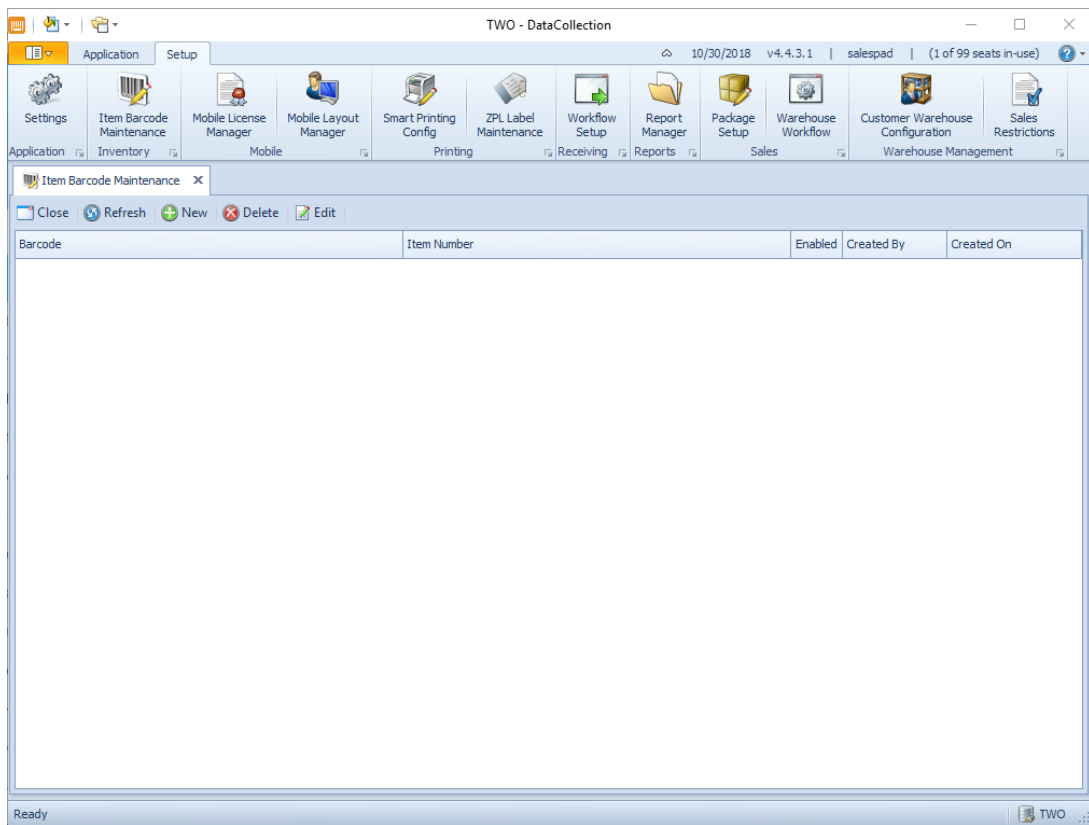 TWO - DataCollection
Application Setup 10/30/2018 v4.4.3.1 | salespad | (1 of 99 seats in-use)
Settings
Item Barcode
Maintenance
Mobile License
Manager
Mobile Layout
Manager
Smart Printing
Config
ZPL Label
Maintenance
Workflow
Setup
Report
Manager
Package
Setup
Warehouse
Workflow
Customer Warehouse
Configuration
Sales
Restrictions
Application Inventory Mobile Printing Receiving Reports Sales Warehouse Management
Item Barcode Maintenance
Close Refresh New Delete Edit
Barcode Item Number Enabled Created By Created On
Ready TWO